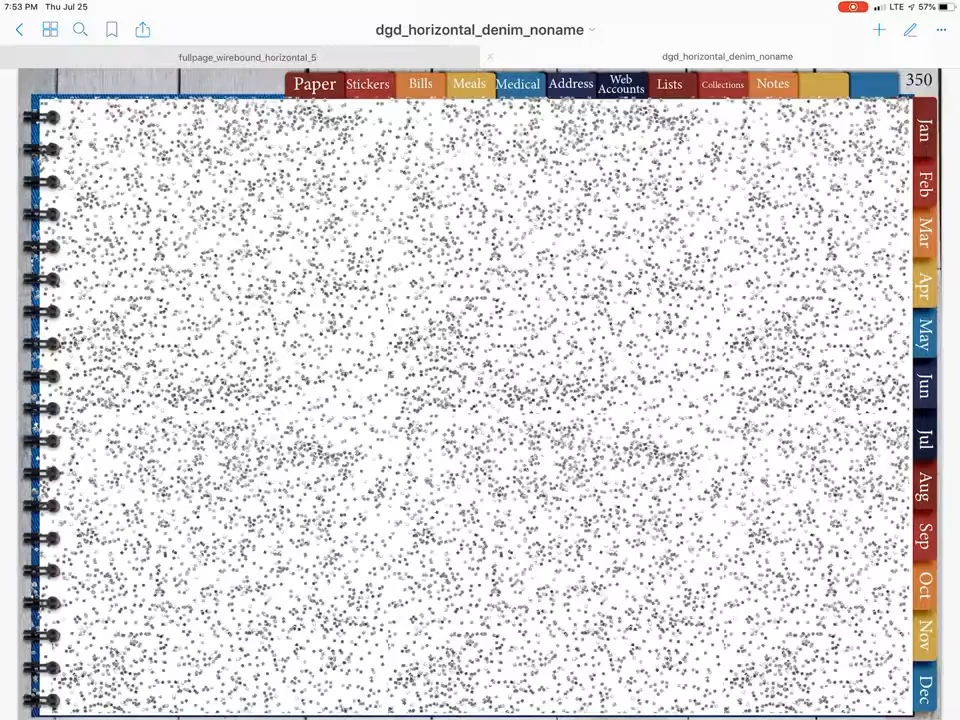 7:53 PM Thu Jul 25
LTE 57%
dgd_horizontal_denim_noname
fullpage_wirebound_horizontal_5
dgd_horizontal_denim_noname
Paper Stickers Bills Meals Medical Address Web Accounts Lists Collections Notes 350
Jan
Feb
Mar
Apr
May
Jun
Jul
Aug
Sep
Oct
Nov
Dec